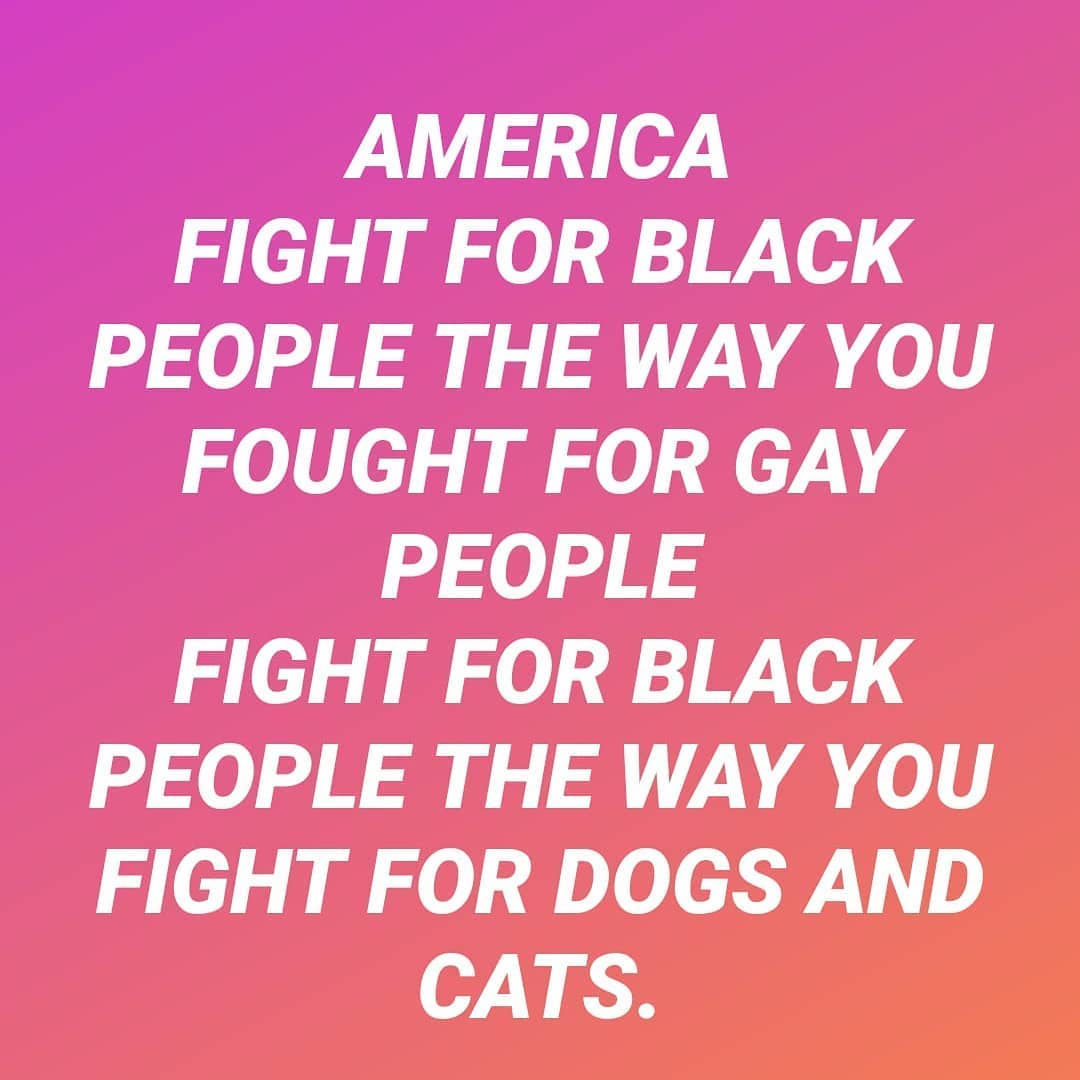 AMERICA
FIGHT FOR BLACK
PEOPLE THE WAY YOU
FOUGHT FOR GAY
PEOPLE
FIGHT FOR BLACK
PEOPLE THE WAY YOU
FIGHT FOR DOGS AND
CATS.